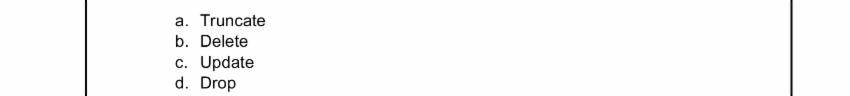 a. Truncate
b. Delete
c. Update
d. Drop